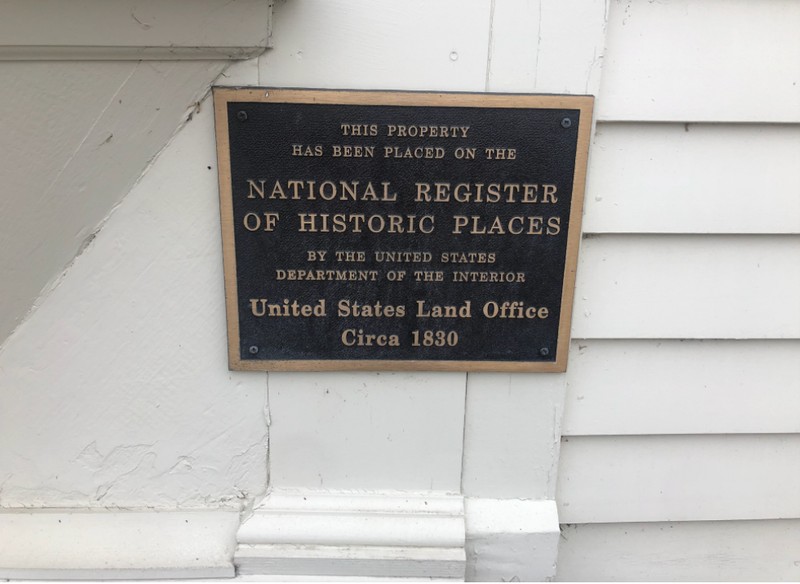 THIS PROPERTY
HAS BEEN PLACED ON THE
NATIONAL REGISTER
OF HISTORIC PLACES
BY THE UNITED STATES
DEPARTMENT OF THE INTERIOR
United States Land Office
Circa 1830